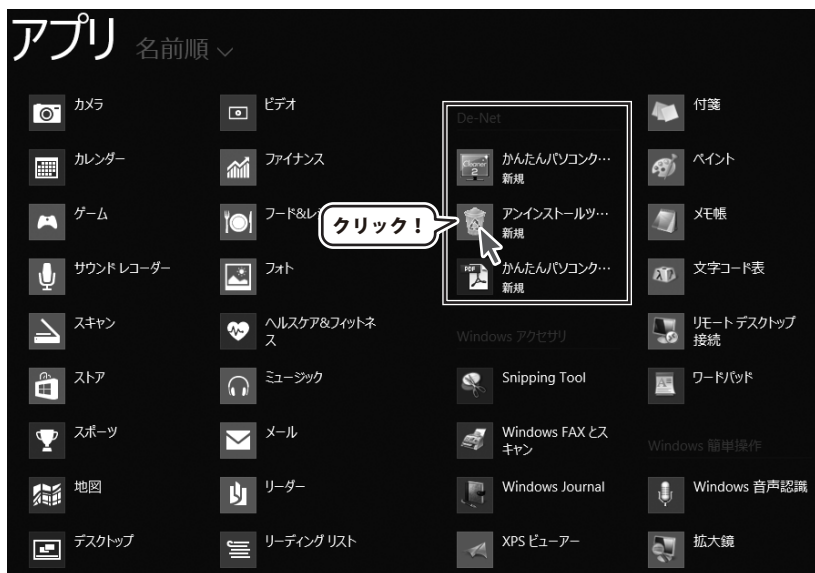 アプリ 名前順
カメラ
カレンダー
ゲーム
サウンド レコーダー
スキャン
ストア
スポーツ
地図
デスクトップ
ビデオ
ファイナンス
フード&レ
フォト
ヘルスケア&フィットネ
ス
ミュージック
メール
リーダー
リーディング リスト
クリック！
De-Net
Cleaner
2
かんたんパソコンク…
新規
アンインストールツ…
新規
PDF
かんたんパソコンク…
新規
Windows アクセサリ
Snipping Tool
Windows FAX とス
キャン
Windows Journal
XPS ビューアー
付箋
ペイント
メモ帳
文字コード表
リモート デスクトップ
接続
ワードパッド
Windows 簡単操作
Windows 音声認識
拡大鏡